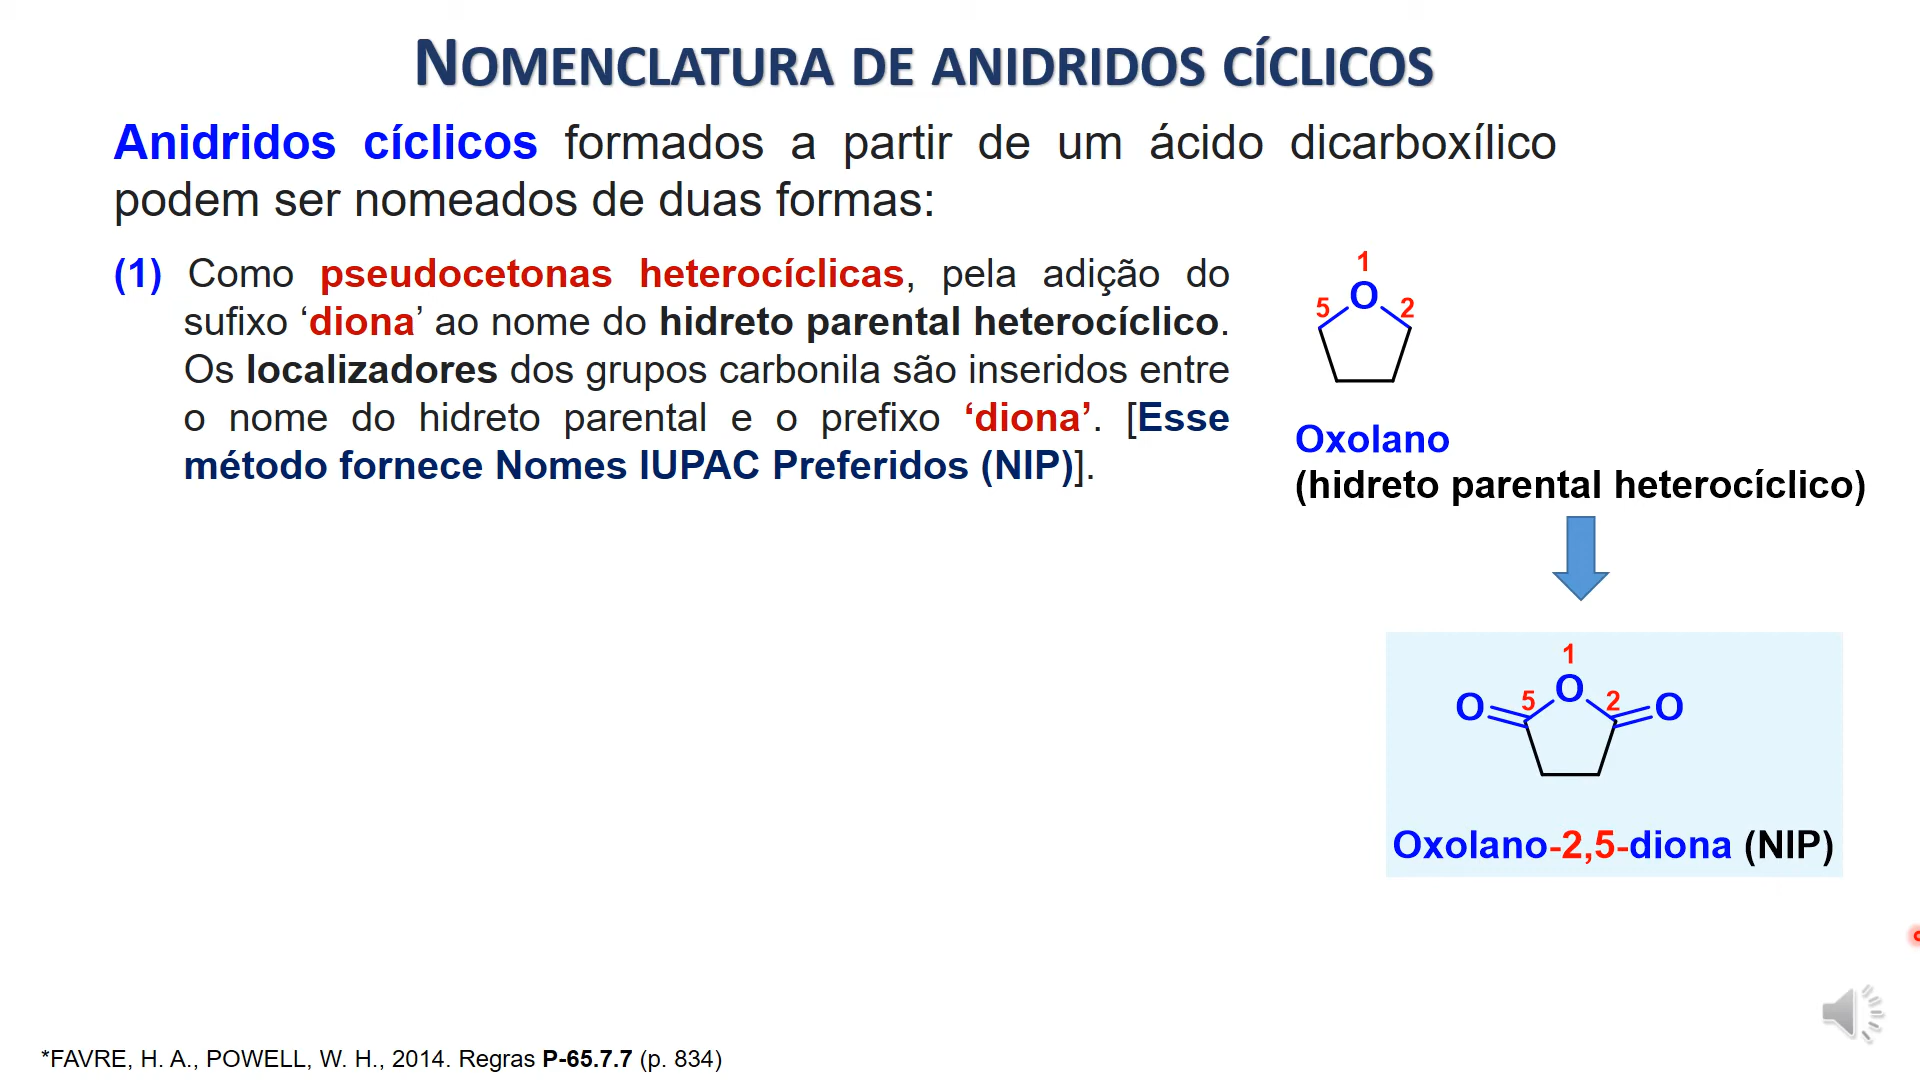 NOMENCLATURA DE ANIDRIDOS CÍCLICOS
Anidridos cíclicos formados a partir de um ácido dicarboxílico
podem ser nomeados de duas formas:
(1) Como pseudocetonas heterocíclicas, pela adição do
sufixo ‘diona’ ao nome do hidreto parental heterocíclico.
Os localizadores dos grupos carbonila são inseridos entre
o nome do hidreto parental e o prefixo ‘diona’. [Esse
método fornece Nomes IUPAC Preferidos (NIP)].
1
5 O 2
Oxolano
(hidreto parental heterocíclico)
1
O 5 O 2 O
Oxolano-2,5-diona (NIP)
*FAVRE, H. A., POWELL, W. H., 2014. Regras P-65.7.7 (p. 834)